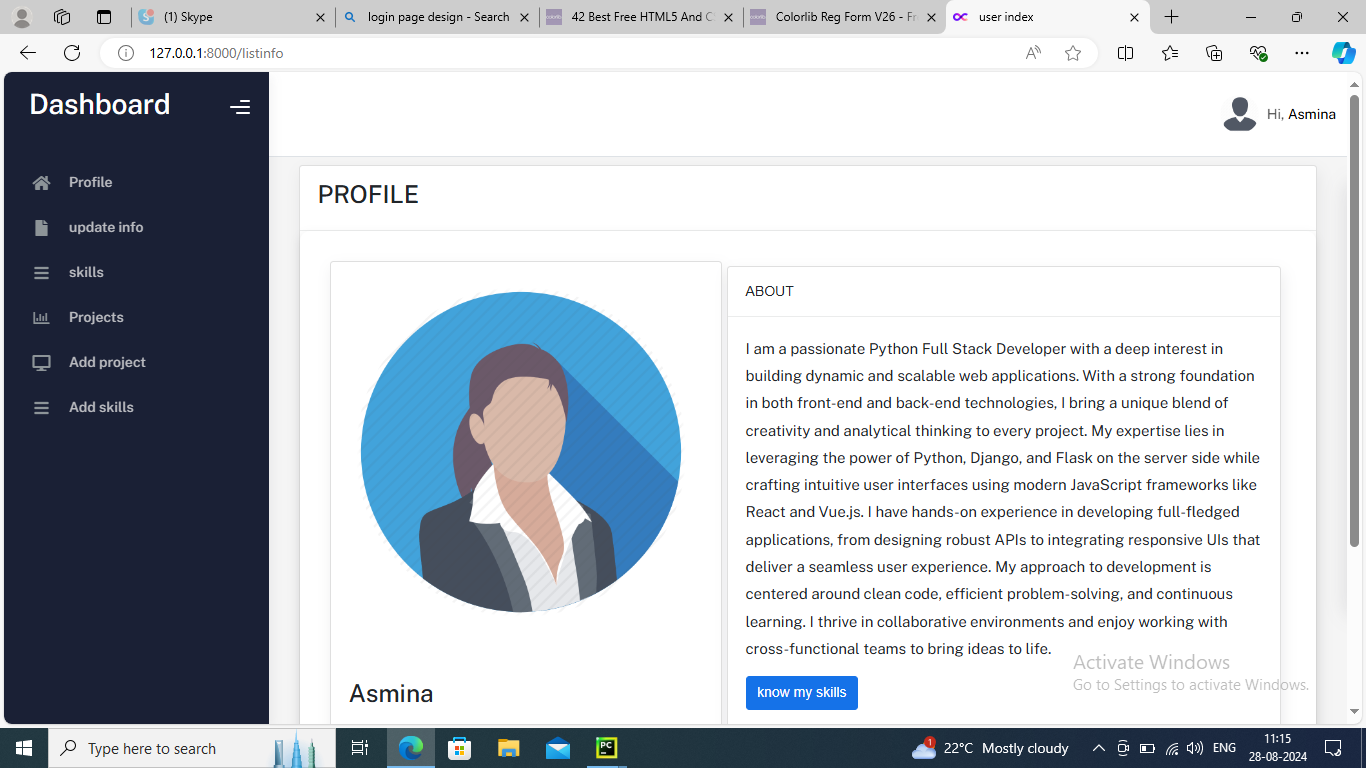 (1) Skype
login page design - Search
42 Best Free HTML5 And C
Colorlib Reg Form V26 - Fr
user index
127.0.0.1:8000/listinfo
Dashboard
Hi, Asmina
Profile
update info
skills
Projects
Add project
Add skills
PROFILE
Asmina
ABOUT
I am a passionate Python Full Stack Developer with a deep interest in
building dynamic and scalable web applications. With a strong foundation
in both front-end and back-end technologies, I bring a unique blend of
creativity and analytical thinking to every project. My expertise lies in
leveraging the power of Python, Django, and Flask on the server side while
crafting intuitive user interfaces using modern JavaScript frameworks like
React and Vue.js. I have hands-on experience in developing full-fledged
applications, from designing robust APIs to integrating responsive UIs that
deliver a seamless user experience. My approach to development is
centered around clean code, efficient problem-solving, and continuous
learning. I thrive in collaborative environments and enjoy working with
cross-functional teams to bring ideas to life.
know my skills
Activate Windows
Go to Settings to activate Windows.
Type here to search
PC
1
22°C Mostly cloudy
ENG
11:15
28-08-2024